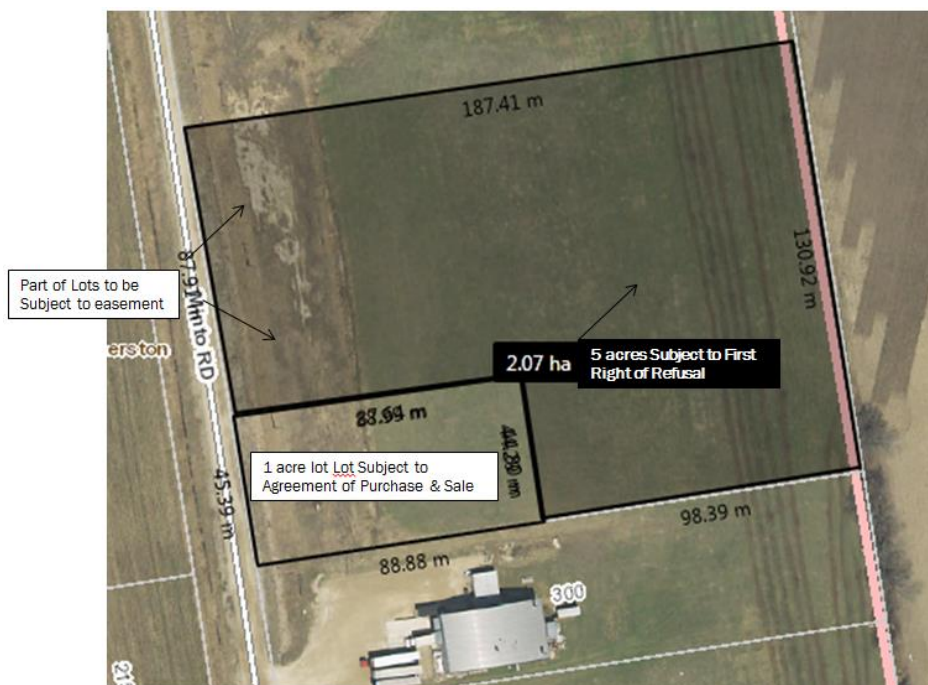 187.41 m
130.92 m
Part of Lots to be
Subject to easement
Minto RD
erston
2.07 ha
5 acres Subject to First
Right of Refusal
1 acre lot Lot Subject to
Agreement of Purchase & Sale
45.39 m
98.39 m
88.88 m
300